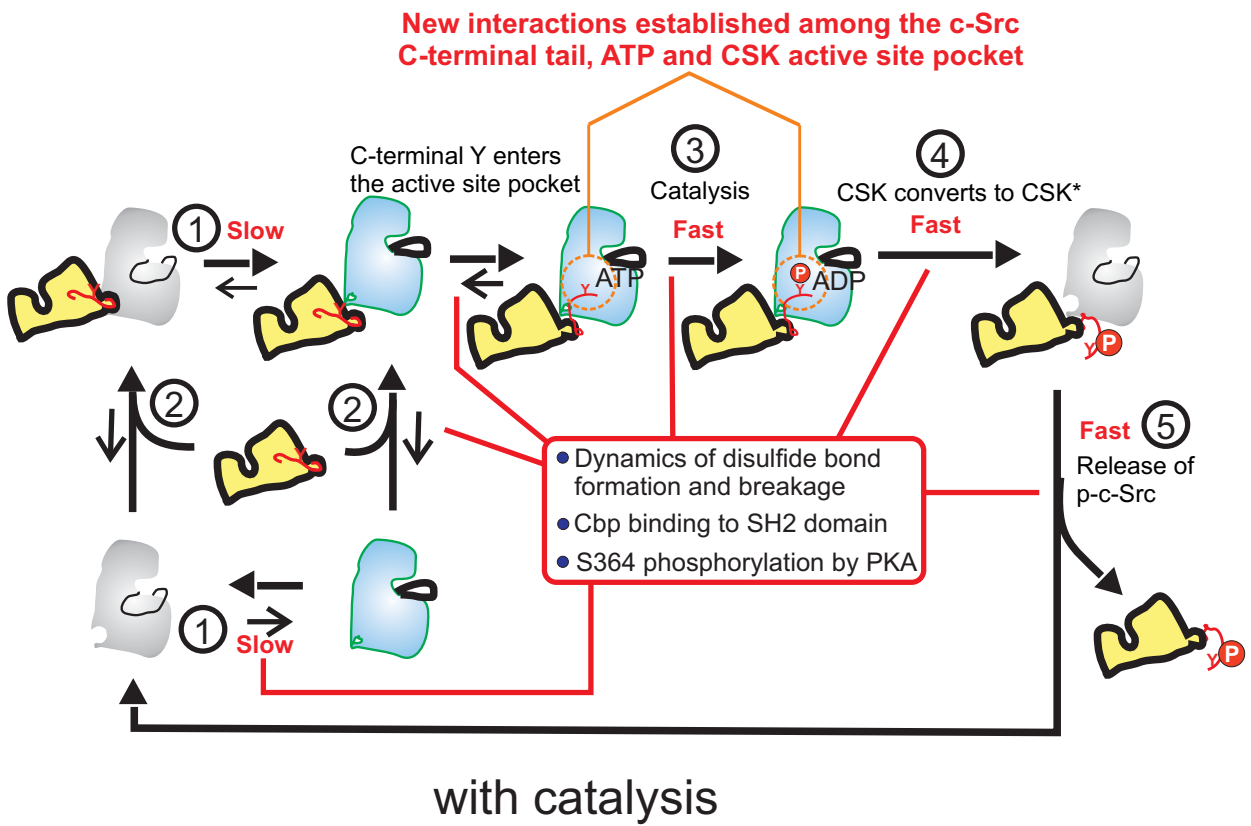 New interactions established among the c-Src
C-terminal tail, ATP and CSK active site pocket
C-terminal Y enters
the active site pocket
3
Catalysis
Fast
4
CSK converts to CSK*
Fast
1
Slow
ATP
Y
P
ADP
Y
Y
Y
Y
P
2
Y
2
Fast
5
Release of
p-c-Src
Dynamics of disulfide bond
formation and breakage
Cbp binding to SH2 domain
S364 phosphorylation by PKA
1
Slow
Y
P
with catalysis